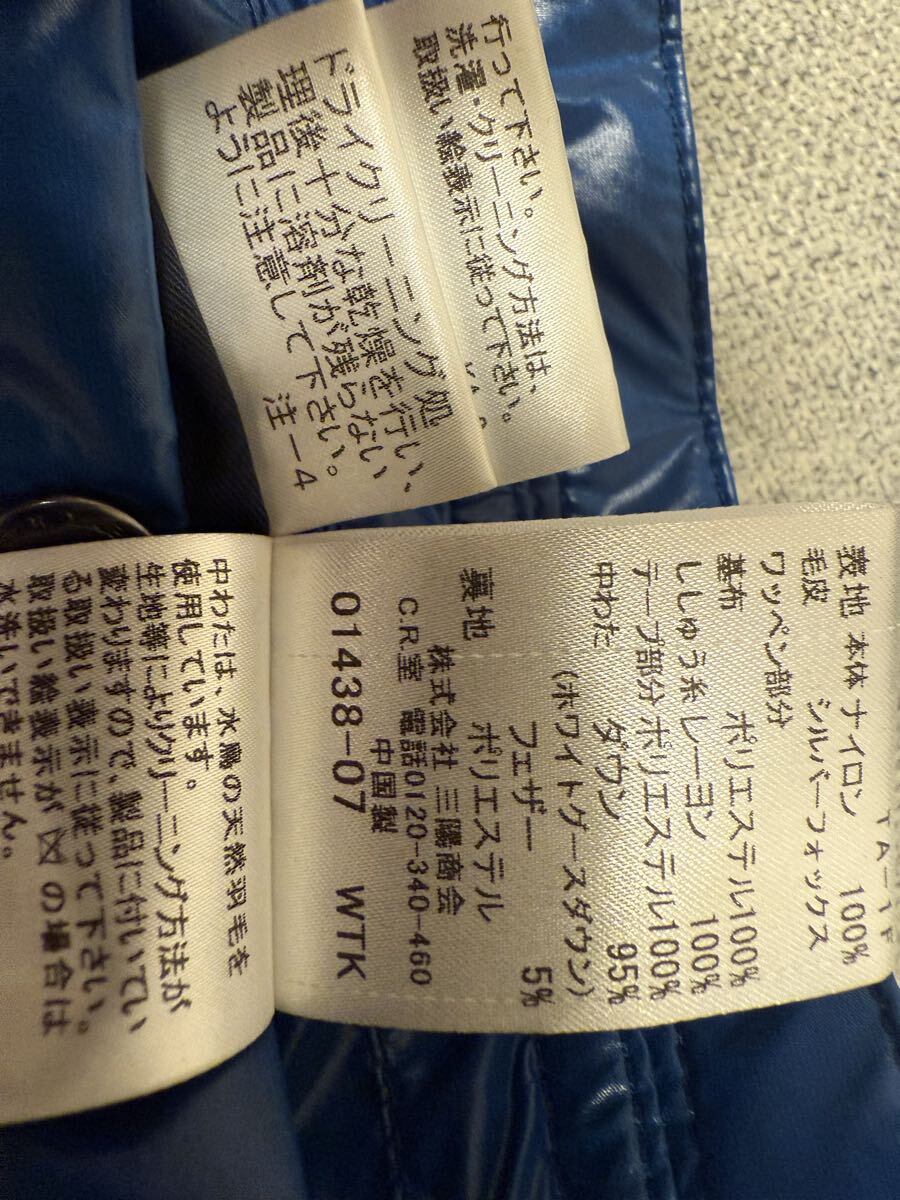 行って下さい。
洗濯・クリーニング方法は、
取扱い絵表示に従って下さい。
ドライクリーニング処
理後十分な乾燥を行い、
製品に溶剤が残らない
ように注意して下さい。
注-4
TA-1F
表地 本体 ナイロン 100%
毛皮 シルバーフォックス
ワッペン部分
基布 ポリエステル100%
ししゅう糸 レーヨン 100%
テープ部分 ポリエステル100%
中わた ダウン 95%
(ホワイトグースダウン)
フェザー 5%
裏地 ポリエステル
株式会社 三陽商会
C.R.室 電話0120-340-460
中国製
01438-07 WTK
中わたは、水鳥の天然羽毛を
使用しています。
生地等によりクリーニング方法が
変わりますので、製品に付いてい
る取扱い表示に従って下さい。
取扱い絵表示が の場合は
水洗いできません。